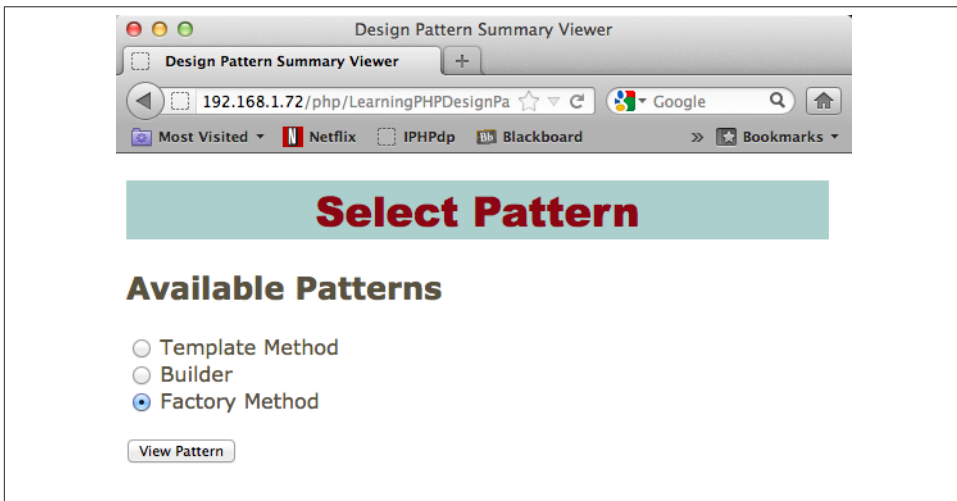 Design Pattern Summary Viewer
Design Pattern Summary Viewer
192.168.1.72/php/LearningPHPDesignPa
Google
Most Visited
N Netflix
IPHPdp
Bb Blackboard
»
Bookmarks
Select Pattern
Available Patterns
Template Method
Builder
Factory Method
View Pattern